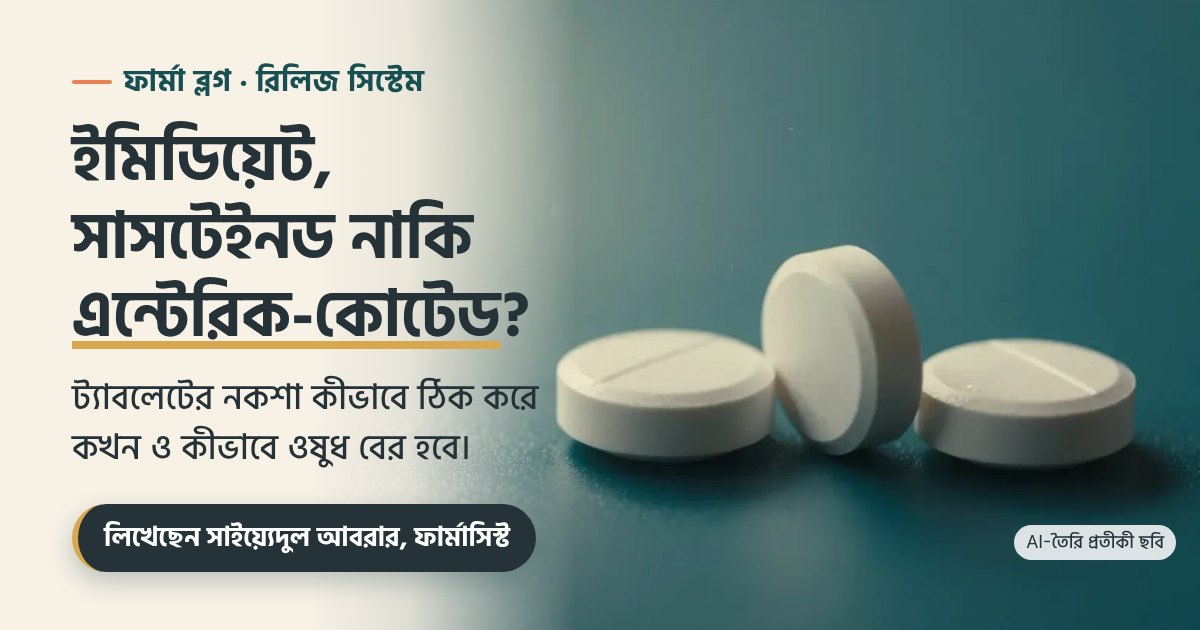 ফার্মা ব্লগ · রিলিজ সিস্টেম
ইমিডিয়েট,
সাসটেইনড নাকি
এন্টেরিক-কোটেড?
ট্যাবলেটের নকশা কীভাবে ঠিক করে
কখন ও কীভাবে ওষুধ বের হবে।
লিখেছেন সাইয়্যেদুল আবরার, ফার্মাসিস্ট
AI-তৈরি প্রতীকী ছবি